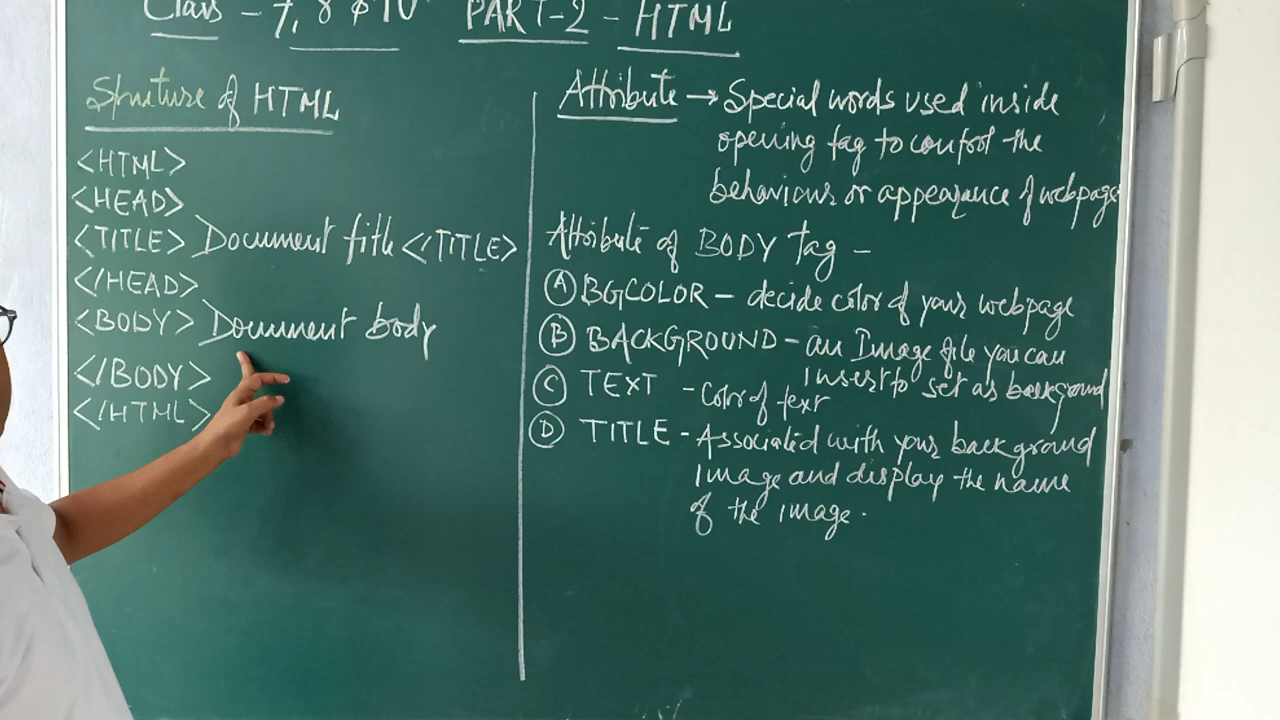 Class - 7, 8 & 10 PART-2 - HTML
Structure of HTML
<HTML>
<HEAD>
<TITLE> Document title </TITLE>
</HEAD>
<BODY> Document body
</BODY>
</HTML>
Attribute → Special words used inside
opening tag to control the
behaviour or appearance of webpage
Attribute of BODY tag -
(A) BGCOLOR - decide color of your webpage
(B) BACKGROUND - an Image file you can
insert to set as background
(C) TEXT - Color of text
(D) TITLE - Associated with your background
image and display the name
of the image.